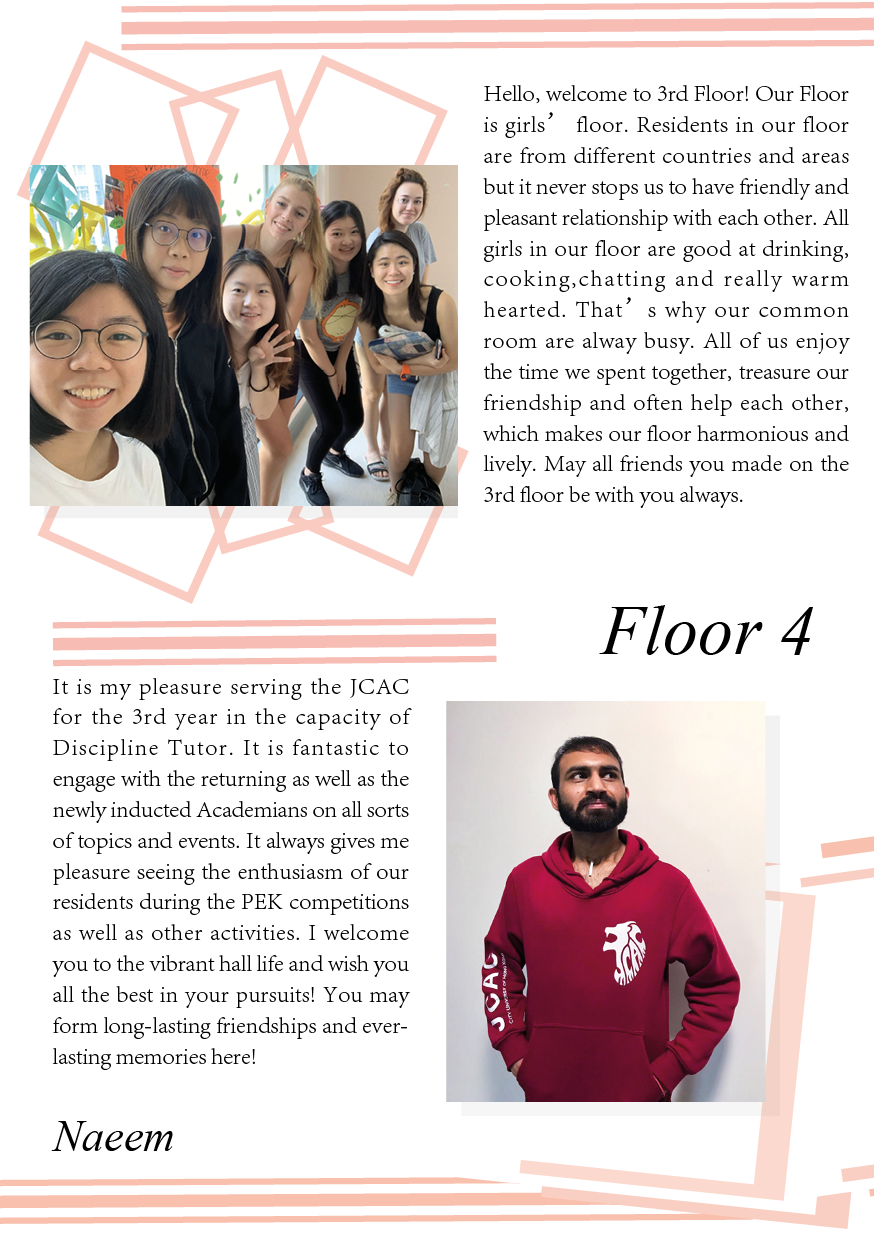 Hello, welcome to 3rd Floor! Our Floor
is girls’ floor. Residents in our floor
are from different countries and areas
but it never stops us to have friendly and
pleasant relationship with each other. All
girls in our floor are good at drinking,
cooking,chatting and really warm
hearted. That’s why our common
room are alway busy. All of us enjoy
the time we spent together, treasure our
friendship and often help each other,
which makes our floor harmonious and
lively. May all friends you made on the
3rd floor be with you always.
Floor 4
It is my pleasure serving the JCAC
for the 3rd year in the capacity of
Discipline Tutor. It is fantastic to
engage with the returning as well as the
newly inducted Academians on all sorts
of topics and events. It always gives me
pleasure seeing the enthusiasm of our
residents during the PEK competitions
as well as other activities. I welcome
you to the vibrant hall life and wish you
all the best in your pursuits! You may
form long-lasting friendships and ever-
lasting memories here!
JCAC
JCAC
Naeem